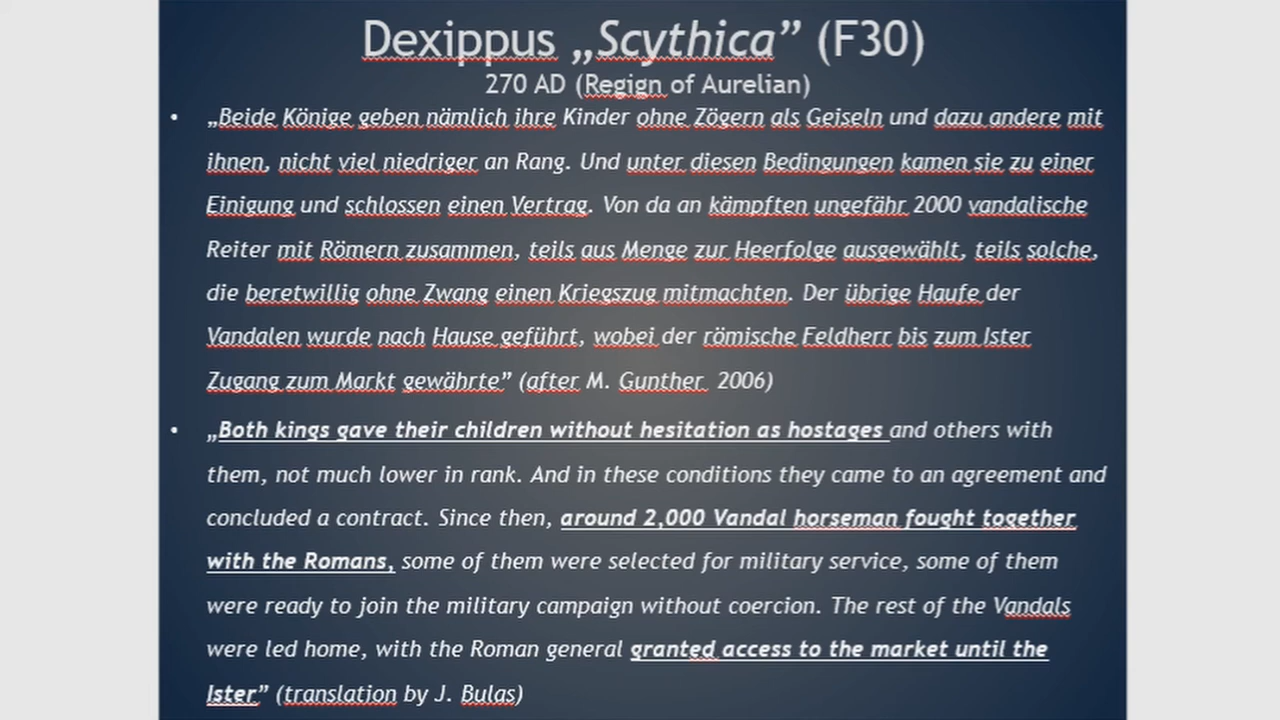 Dexippus „Scythica” (F30)
270 AD (Regign of Aurelian)
• „Beide Könige geben nämlich ihre Kinder ohne Zögern als Geiseln und dazu andere mit
ihnen, nicht viel niedriger an Rang. Und unter diesen Bedingungen kamen sie zu einer
Einigung und schlossen einen Vertrag. Von da an kämpften ungefähr 2000 vandalische
Reiter mit Römern zusammen, teils aus Menge zur Heerfolge ausgewählt, teils solche,
die beretwillig ohne Zwang einen Kriegszug mitmachten. Der übrige Haufe der
Vandalen wurde nach Hause geführt, wobei der römische Feldherr bis zum Ister
Zugang zum Markt gewährte” (after M. Gunther 2006)
• „Both kings gave their children without hesitation as hostages and others with
them, not much lower in rank. And in these conditions they came to an agreement and
concluded a contract. Since then, around 2,000 Vandal horseman fought together
with the Romans, some of them were selected for military service, some of them
were ready to join the military campaign without coercion. The rest of the Vandals
were led home, with the Roman general granted access to the market until the
Ister” (translation by J. Bulas)